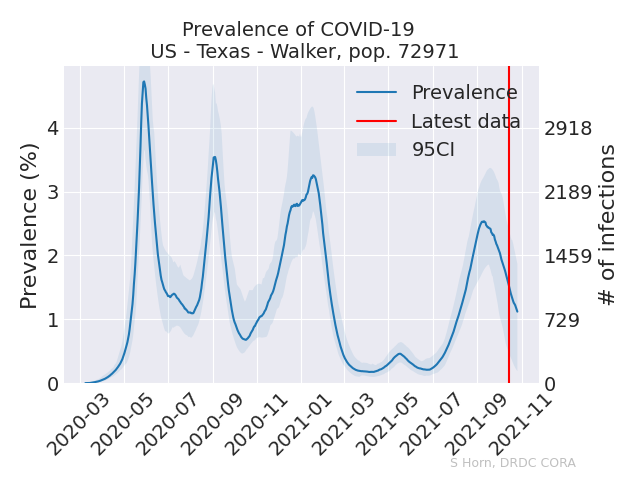 Prevalence of COVID-19
US - Texas - Walker, pop. 72971
Prevalence
Latest data
95CI
Prevalence (%)
4
3
2
1
0
# of infections
2918
2189
1459
729
0
2020-03
2020-05
2020-07
2020-09
2020-11
2021-01
2021-03
2021-05
2021-07
2021-09
2021-11
S Horn, DRDC CORA